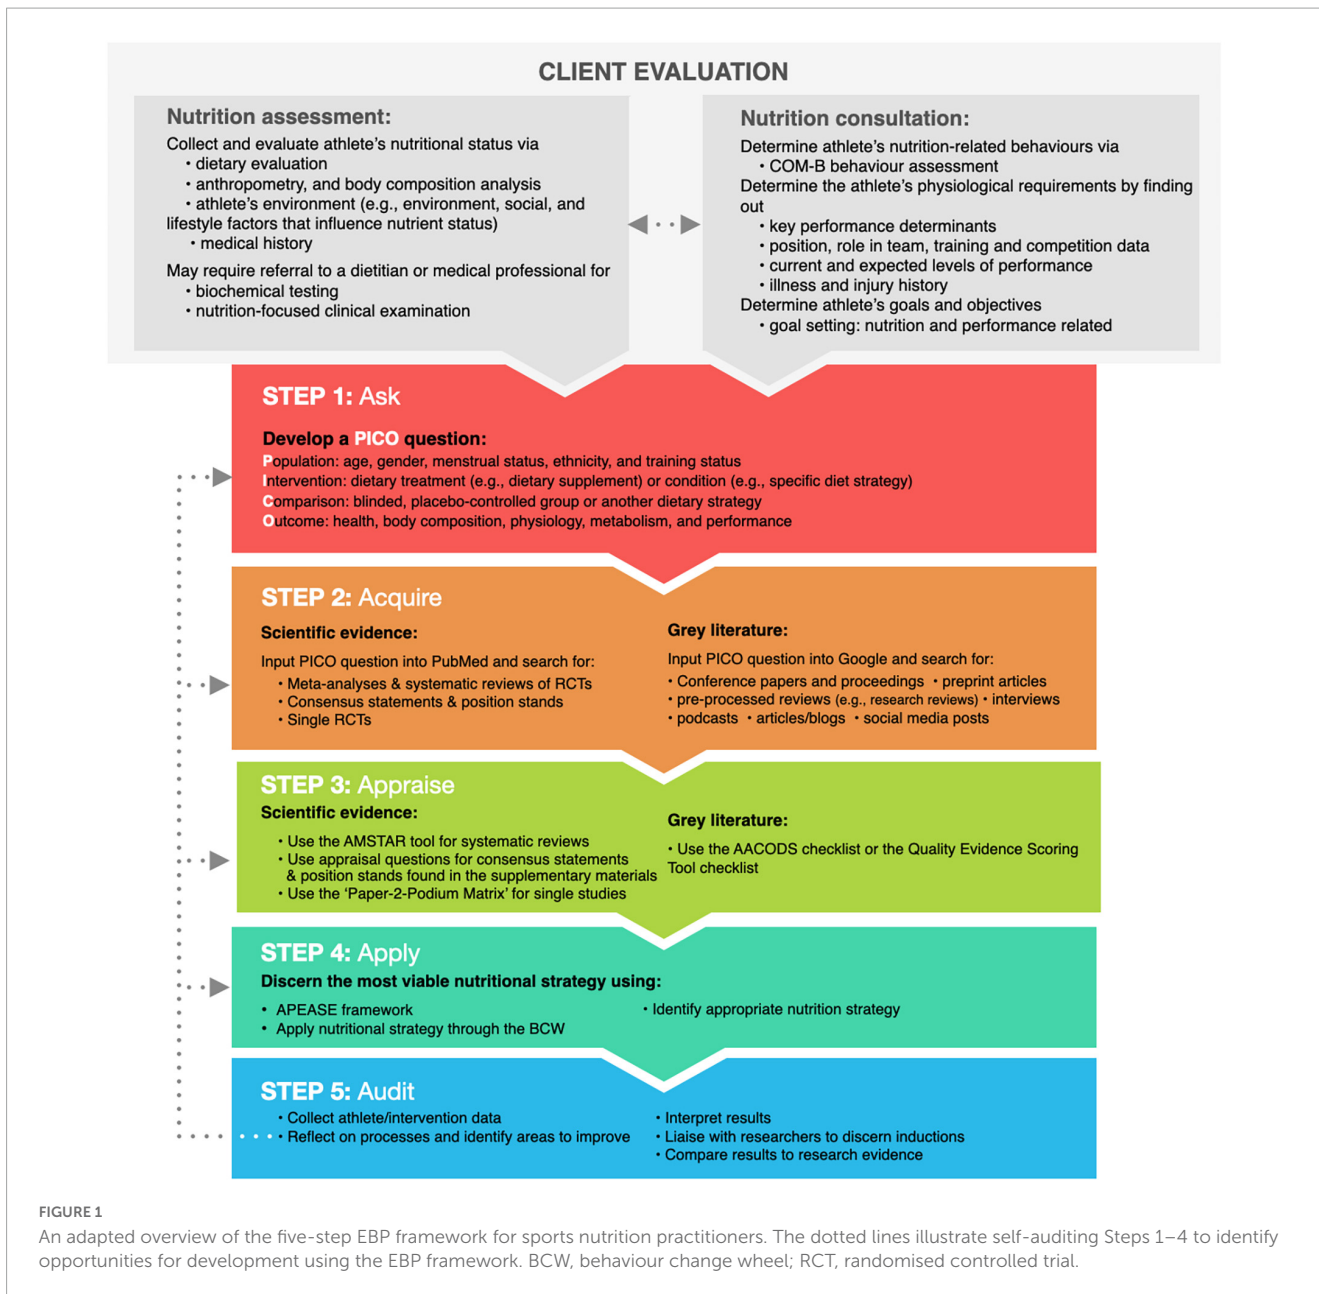 CLIENT EVALUATION
Nutrition assessment:
Collect and evaluate athlete's nutritional status via
• dietary evaluation
• anthropometry, and body composition analysis
• athlete's environment (e.g., environment, social, and
lifestyle factors that influence nutrient status)
• medical history
May require referral to a dietitian or medical professional for
• biochemical testing
• nutrition-focused clinical examination
Nutrition consultation:
Determine athlete's nutrition-related behaviours via
• COM-B behaviour assessment
Determine the athlete's physiological requirements by finding
out
• key performance determinants
• position, role in team, training and competition data
• current and expected levels of performance
• illness and injury history
Determine athlete's goals and objectives
• goal setting: nutrition and performance related
STEP 1: Ask
Develop a PICO question:
Population: age, gender, menstrual status, ethnicity, and training status
Intervention: dietary treatment (e.g., dietary supplement) or condition (e.g., specific diet strategy)
Comparison: blinded, placebo-controlled group or another dietary strategy
Outcome: health, body composition, physiology, metabolism, and performance
STEP 2: Acquire
Scientific evidence:
Input PICO question into PubMed and search for:
• Meta-analyses & systematic reviews of RCTs
• Consensus statements & position stands
• Single RCTs
Grey literature:
Input PICO question into Google and search for:
• Conference papers and proceedings • preprint articles
• pre-processed reviews (e.g., research reviews) • interviews
• podcasts • articles/blogs • social media posts
STEP 3: Appraise
Scientific evidence:
• Use the AMSTAR tool for systematic reviews
• Use appraisal questions for consensus statements
& position stands found in the supplementary materials
• Use the 'Paper-2-Podium Matrix' for single studies
Grey literature:
• Use the AACODS checklist or the Quality Evidence Scoring
Tool checklist
STEP 4: Apply
Discern the most viable nutritional strategy using:
• APEASE framework
• Apply nutritional strategy through the BCW
• Identify appropriate nutrition strategy
STEP 5: Audit
• Collect athlete/intervention data
• Reflect on processes and identify areas to improve
• Interpret results
• Liaise with researchers to discern inductions
• Compare results to research evidence
FIGURE 1
An adapted overview of the five-step EBP framework for sports nutrition practitioners. The dotted lines illustrate self-auditing Steps 1–4 to identify
opportunities for development using the EBP framework. BCW, behaviour change wheel; RCT, randomised controlled trial.